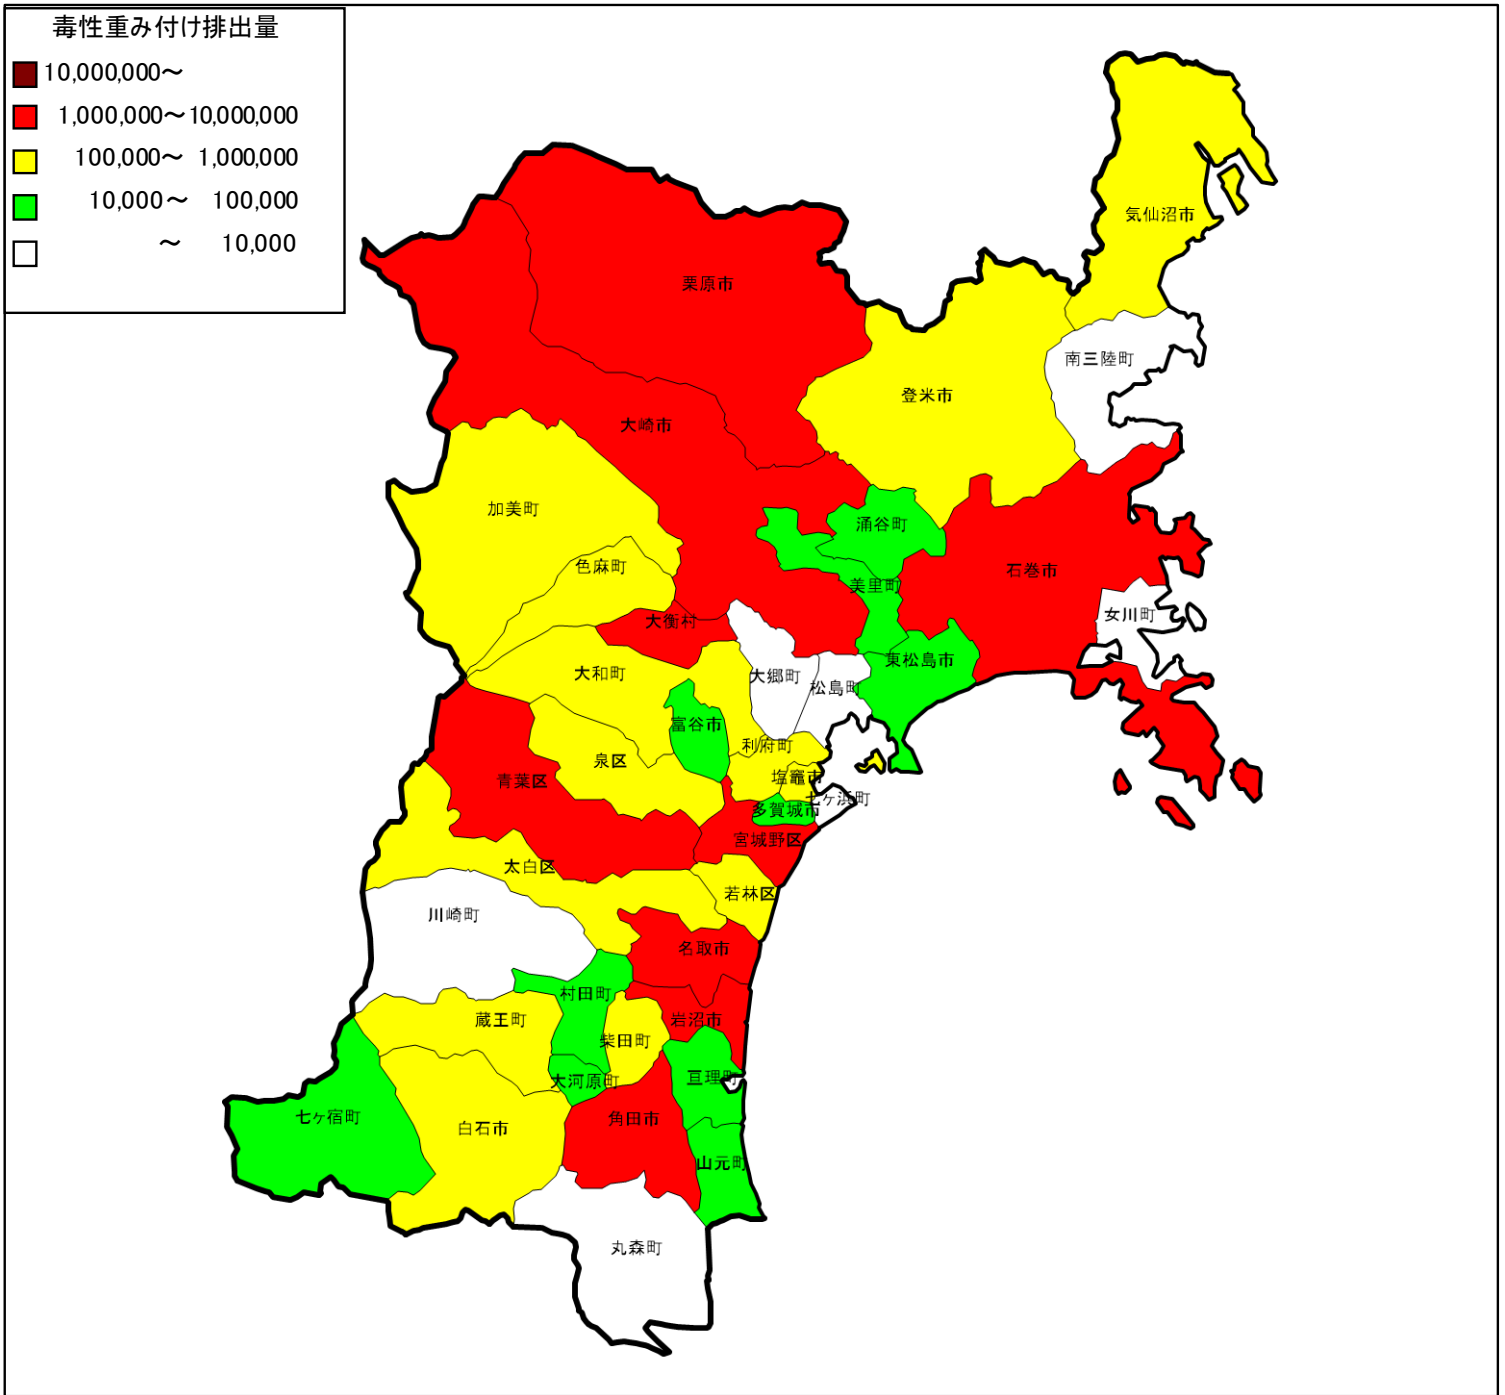 毒性重み付け排出量
10,000,000～
1,000,000～10,000,000
100,000～ 1,000,000
10,000～ 100,000
～ 10,000
気仙沼市
栗原市
南三陸町
登米市
大崎市
加美町
涌谷町
色麻町
石巻市
美里町
女川町
大衡村
東松島市
大和町
大郷町
松島町
富谷市
利府町
泉区
塩竈市
青葉区
七ヶ浜町
多賀城市
宮城野区
太白区
若林区
川崎町
名取市
村田町
蔵王町
岩沼市
柴田町
大河原町
亘理町
七ヶ宿町
角田市
白石市
山元町
丸森町